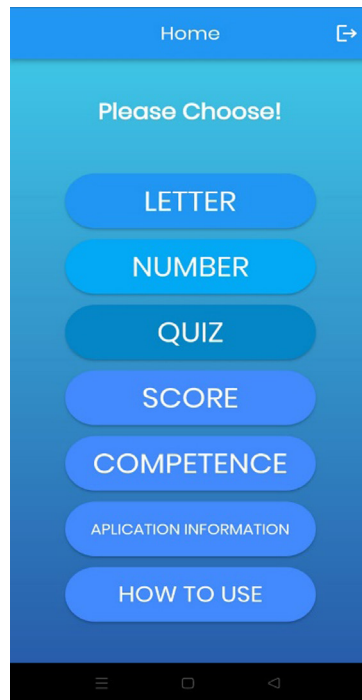 Home
Please Choose!
LETTER
NUMBER
QUIZ
SCORE
COMPETENCE
APLICATION INFORMATION
HOW TO USE